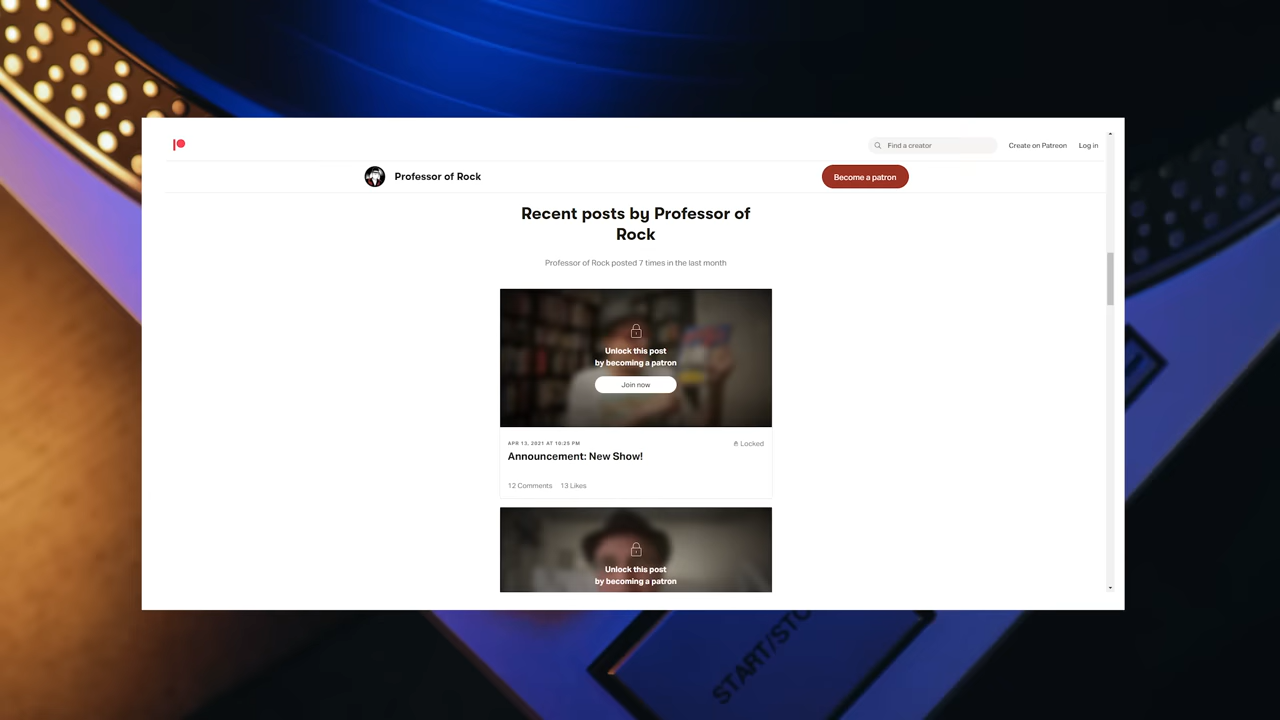 Find a creator
Create on Patreon
Log in
Professor of Rock
Become a patron
Recent posts by Professor of
Rock
Professor of Rock posted 7 times in the last month
Unlock this post
by becoming a patron
Join now
APR 13, 2021 AT 10:25 PM
Locked
Announcement: New Show!
12 Comments
13 Likes
Unlock this post
by becoming a patron
START/STO